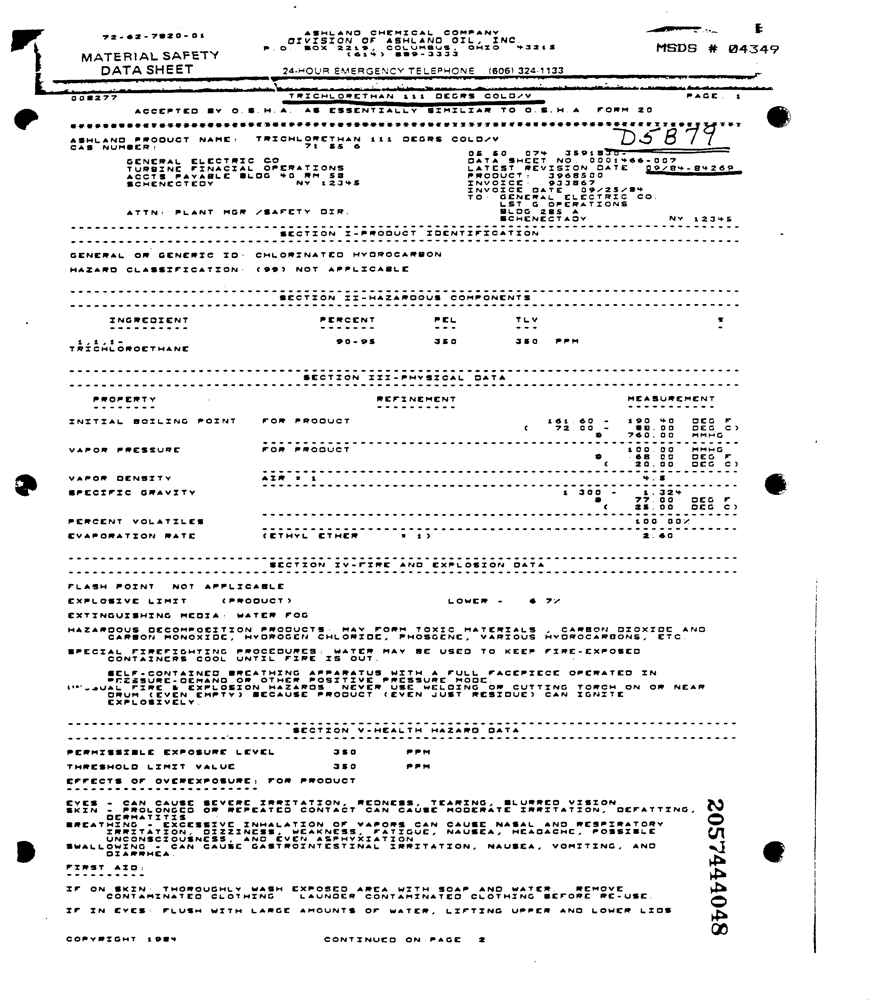 72-62-7820-01
ASHLAND CHEMICAL COMPANY
DIVISION OF ASHLAND OIL, INC.
P. O BOX 2219, COLUMBUS, OHIO 43215
(614) 889-3333
E
MATERIAL SAFETY
DATA SHEET
MSDS # 04349
24-HOUR EMERGENCY TELEPHONE (606) 324-1133
005277
TRICHLORETHAN 111 DEGRS COLD/V
PAGE: 1
ACCEPTED BY O.S.H.A. AS ESSENTIALLY SIMILIAR TO O.S.H.A FORM 20
D5B79
ASHLAND PRODUCT NAME: TRICHLORETHAN 111 DEGRS COLD/V
CAS NUMBER: 71 55 6
05 50 074 3591830-
GENERAL ELECTRIC CO
TURBINE FINACIAL OPERATIONS
ACCTS PAYABLE BLDG 40 RM 5B
SCHENECTEDY NY 12345
DATA SHEET NO: 0001466-007
LATEST REVISION DATE: 09/84-84269
PRODUCT: 3968500
INVOICE: 933867
INVOICE DATE: 09/25/84
TO: GENERAL ELECTRIC CO.
LST G OPERATIONS
BLDG 285 A
SCHENECTADY NY 12345
ATTN: PLANT MGR /SAFETY DIR.
SECTION I-PRODUCT IDENTIFICATION
GENERAL OR GENERIC ID: CHLORINATED HYDROCARBON
HAZARD CLASSIFICATION: (99) NOT APPLICABLE
SECTION II-HAZARDOUS COMPONENTS
INGREDIENT PERCENT PEL TLV
1,1,1-
TRICHLOROETHANE 90-95 350 350 PPM
SECTION III-PHYSICAL DATA
PROPERTY REFINEMENT MEASUREMENT
INITIAL BOILING POINT FOR PRODUCT 161.60 - 190.40 DEG F
( 72.00 - 88.00 DEG C)
@ 760.00 MMHG
VAPOR PRESSURE FOR PRODUCT 100.00 MMHG
@ 68.00 DEG F
( 20.00 DEG C)
VAPOR DENSITY AIR = 1 4.5
SPECIFIC GRAVITY 1.300 - 1.324
@ 77.00 DEG F
( 25.00 DEG C)
PERCENT VOLATILES 100.00%
EVAPORATION RATE (ETHYL ETHER = 1) 2.60
SECTION IV-FIRE AND EXPLOSION DATA
FLASH POINT NOT APPLICABLE
EXPLOSIVE LIMIT (PRODUCT) LOWER - 6.7%
EXTINGUISHING MEDIA: WATER FOG
HAZARDOUS DECOMPOSITION PRODUCTS: MAY FORM TOXIC MATERIALS:, CARBON DIOXIDE AND
CARBON MONOXIDE, HYDROGEN CHLORIDE, PHOSGENE, VARIOUS HYDROCARBONS, ETC.
SPECIAL FIREFIGHTING PROCEDURES: WATER MAY BE USED TO KEEP FIRE-EXPOSED
CONTAINERS COOL UNTIL FIRE IS OUT.
SELF-CONTAINED BREATHING APPARATUS WITH A FULL FACEPIECE OPERATED IN
PRESSURE-DEMAND OR OTHER POSITIVE PRESSURE MODE.
UNUSUAL FIRE & EXPLOSION HAZARDS: NEVER USE WELDING OR CUTTING TORCH ON OR NEAR
DRUM (EVEN EMPTY) BECAUSE PRODUCT (EVEN JUST RESIDUE) CAN IGNITE
EXPLOSIVELY.
SECTION V-HEALTH HAZARD DATA
PERMISSIBLE EXPOSURE LEVEL 350 PPM
THRESHOLD LIMIT VALUE 350 PPM
EFFECTS OF OVEREXPOSURE: FOR PRODUCT
EYES - CAN CAUSE SEVERE IRRITATION, REDNESS, TEARING, BLURRED VISION.
SKIN - PROLONGED OR REPEATED CONTACT CAN CAUSE MODERATE IRRITATION, DEFATTING,
DERMATITIS.
BREATHING - EXCESSIVE INHALATION OF VAPORS CAN CAUSE NASAL AND RESPIRATORY
IRRITATION, DIZZINESS, WEAKNESS, FATIGUE, NAUSEA, HEADACHE, POSSIBLE
UNCONSCIOUSNESS, AND EVEN ASPHYXIATION.
SWALLOWING - CAN CAUSE GASTROINTESTINAL IRRITATION, NAUSEA, VOMITING, AND
DIARRHEA.
FIRST AID:
IF ON SKIN: THOROUGHLY WASH EXPOSED AREA WITH SOAP AND WATER. REMOVE
CONTAMINATED CLOTHING. LAUNDER CONTAMINATED CLOTHING BEFORE RE-USE.
IF IN EYES: FLUSH WITH LARGE AMOUNTS OF WATER, LIFTING UPPER AND LOWER LIDS
COPYRIGHT 1984 CONTINUED ON PAGE: 2
2057444048